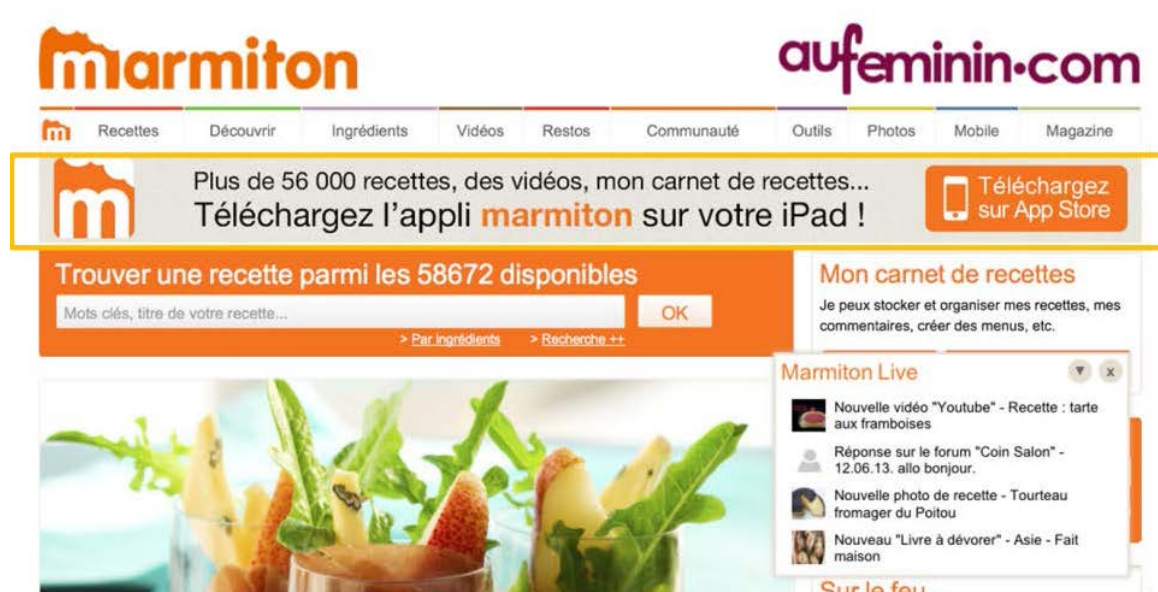 marmiton
aufeminin.com
m Recettes Découvrir Ingrédients Vidéos Restos Communauté Outils Photos Mobile Magazine
m
Plus de 56 000 recettes, des vidéos, mon carnet de recettes...
Téléchargez l'appli marmiton sur votre iPad !
Téléchargez
sur App Store
Trouver une recette parmi les 58672 disponibles
Mots clés, titre de votre recette...
OK
> Par ingrédients > Recherche ++
Mon carnet de recettes
Je peux stocker et organiser mes recettes, mes
commentaires, créer des menus, etc.
Marmiton Live
▼ x
Nouvelle vidéo "Youtube" - Recette : tarte
aux framboises
Réponse sur le forum "Coin Salon" -
12.06.13. allo bonjour.
Nouvelle photo de recette - Tourteau
fromager du Poitou
Nouveau "Livre à dévorer" - Asie - Fait
maison
Sur le feu